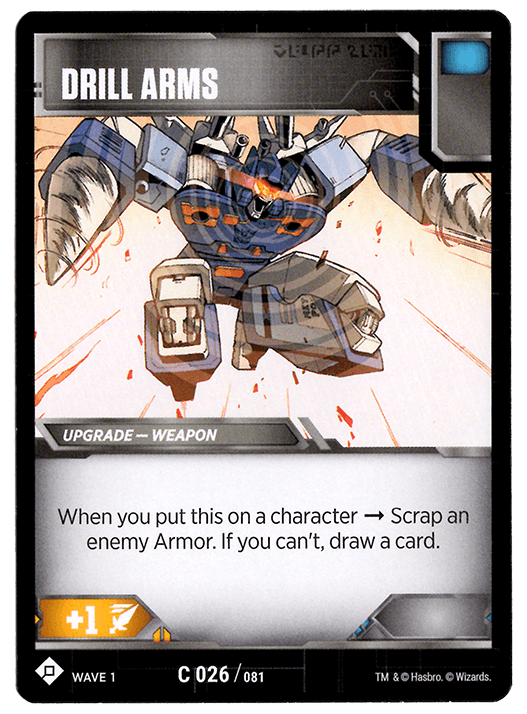 DRILL ARMS
UPGRADE — WEAPON
When you put this on a character → Scrap an
enemy Armor. If you can't, draw a card.
+1
WAVE 1 C 026/081 TM & © Hasbro. © Wizards.